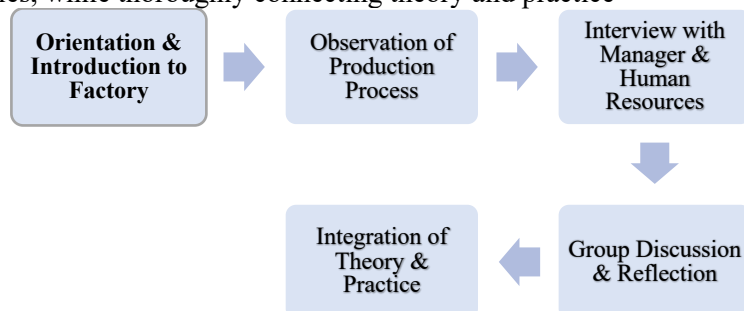 while thoroughly connecting theory and practice
Orientation &
Introduction to
Factory
Observation of
Production
Process
Interview with
Manager &
Human
Resources
Group Discussion
& Reflection
Integration of
Theory &
Practice